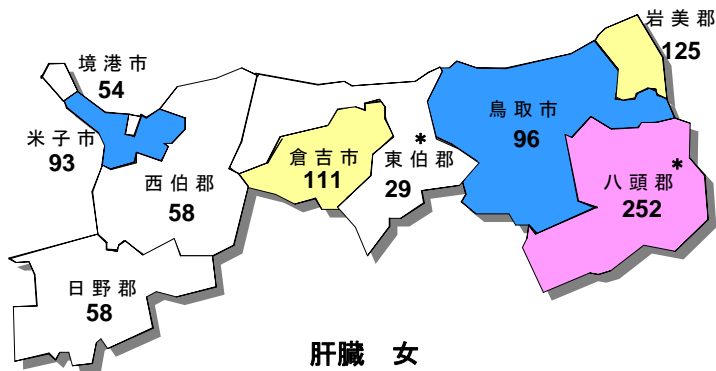 岩美郡
125
境港市
54
米子市
93
鳥取市
96
倉吉市
111
*
東伯郡
29
西伯郡
58
八頭郡*
252
日野郡
58
肝臓 女